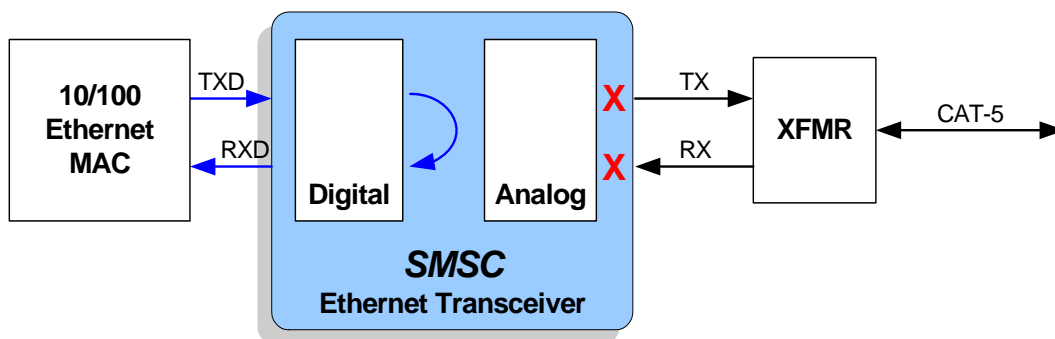 10/100
Ethernet
MAC
TXD
RXD
Digital
Analog
X
X
SMSC
Ethernet Transceiver
TX
RX
XFMR
CAT-5